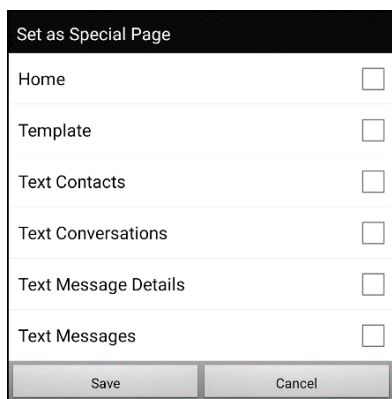 Set as Special Page
Home
Template
Text Contacts
Text Conversations
Text Message Details
Text Messages
Save Cancel